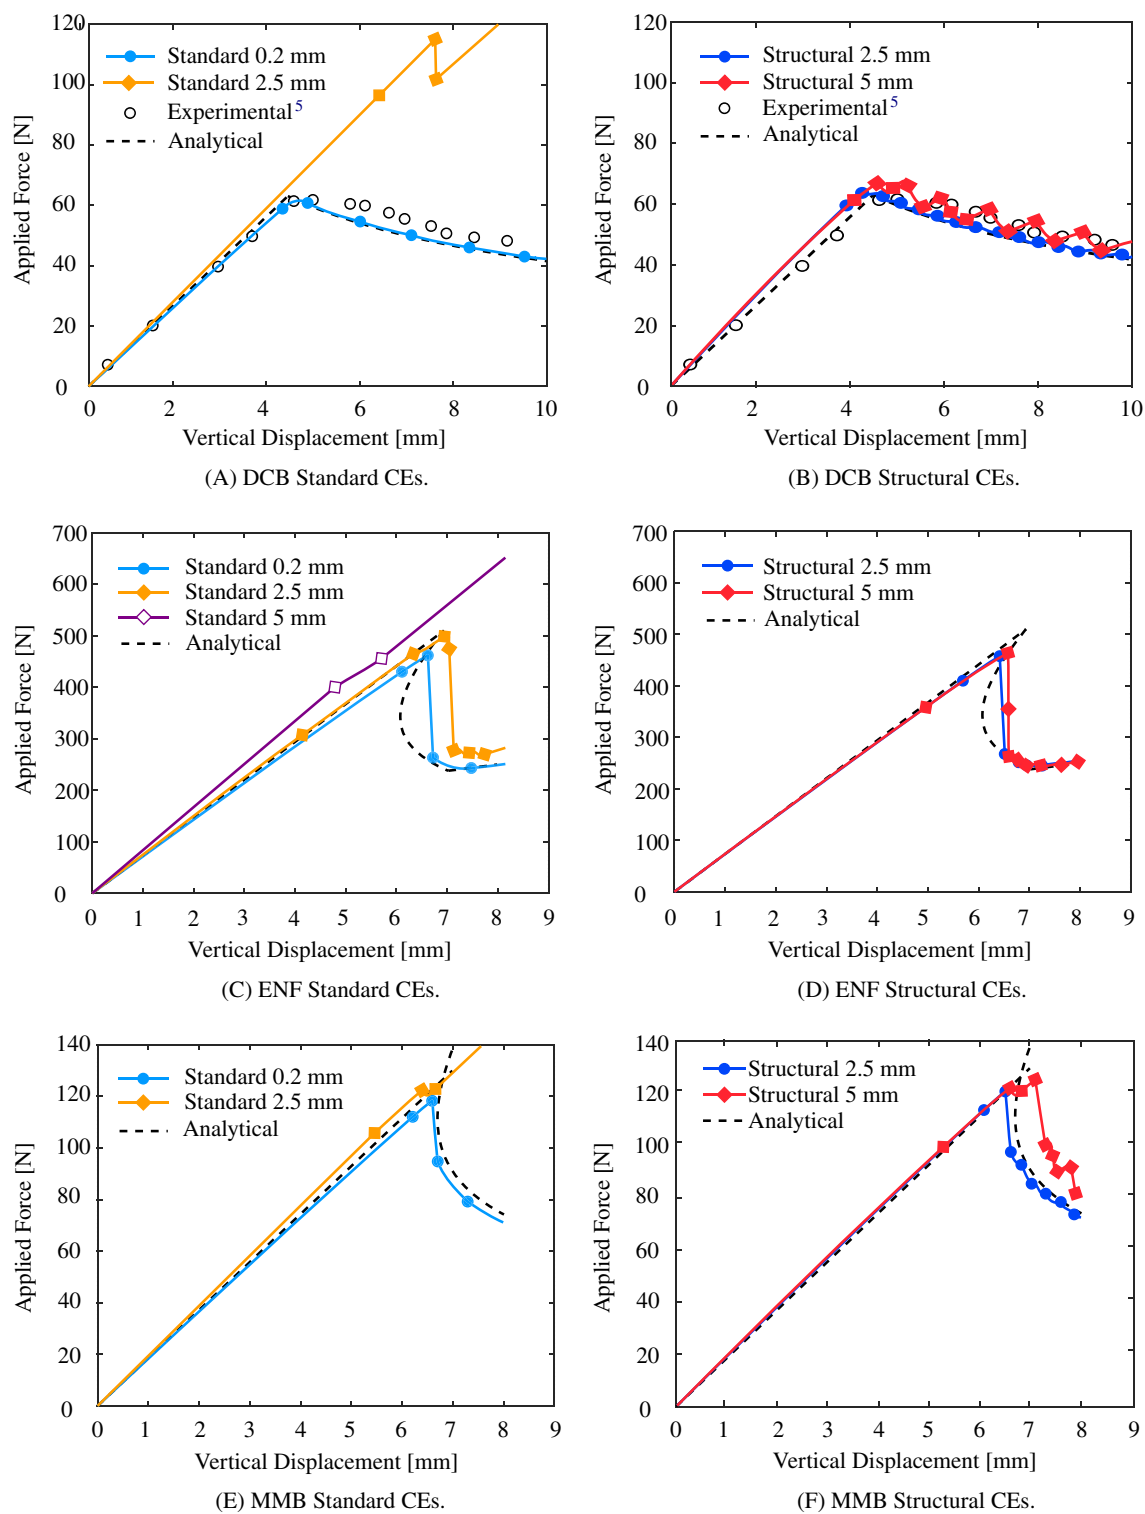 120
100
80
60
40
20
0
0 2 4 6 8 10
Applied Force [N]
Vertical Displacement [mm]
Standard 0.2 mm
Standard 2.5 mm
Experimental5
Analytical
(A) DCB Standard CEs.
120
100
80
60
40
20
0
0 2 4 6 8 10
Applied Force [N]
Vertical Displacement [mm]
Structural 2.5 mm
Structural 5 mm
Experimental5
Analytical
(B) DCB Structural CEs.
700
600
500
400
300
200
100
0
0 1 2 3 4 5 6 7 8 9
Applied Force [N]
Vertical Displacement [mm]
Standard 0.2 mm
Standard 2.5 mm
Standard 5 mm
Analytical
(C) ENF Standard CEs.
700
600
500
400
300
200
100
0
0 1 2 3 4 5 6 7 8 9
Applied Force [N]
Vertical Displacement [mm]
Structural 2.5 mm
Structural 5 mm
Analytical
(D) ENF Structural CEs.
140
120
100
80
60
40
20
0
0 1 2 3 4 5 6 7 8 9
Applied Force [N]
Vertical Displacement [mm]
Standard 0.2 mm
Standard 2.5 mm
Analytical
(E) MMB Standard CEs.
140
120
100
80
60
40
20
0
0 1 2 3 4 5 6 7 8 9
Applied Force [N]
Vertical Displacement [mm]
Structural 2.5 mm
Structural 5 mm
Analytical
(F) MMB Structural CEs.